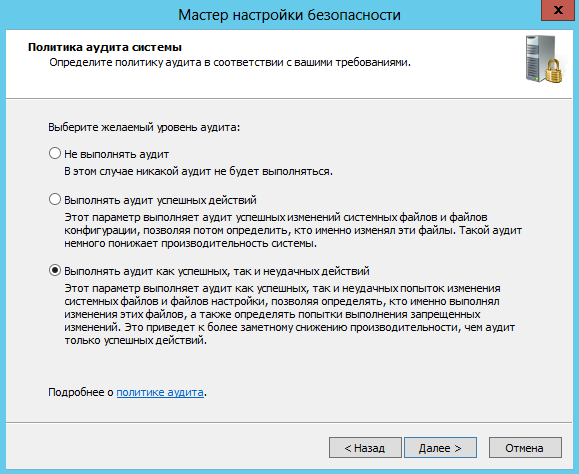 Мастер настройки безопасности
x
Политика аудита системы
Определите политику аудита в соответствии с вашими требованиями.
Выберите желаемый уровень аудита:
Не выполнять аудит
В этом случае никакой аудит не будет выполняться.
Выполнять аудит успешных действий
Этот параметр выполняет аудит успешных изменений системных файлов и файлов
конфигурации, позволяя потом определить, кто именно изменял эти файлы. Такой аудит
немного понижает производительность системы.
Выполнять аудит как успешных, так и неудачных действий
Этот параметр выполняет аудит как успешных, так и неудачных попыток изменения
системных файлов и файлов настройки, позволяя определять, кто именно выполнял
изменения этих файлов, а также определять попытки выполнения запрещенных
изменений. Это приведет к более заметному снижению производительности, чем аудит
только успешных действий.
Подробнее о политике аудита.
< Назад
Далее >
Отмена